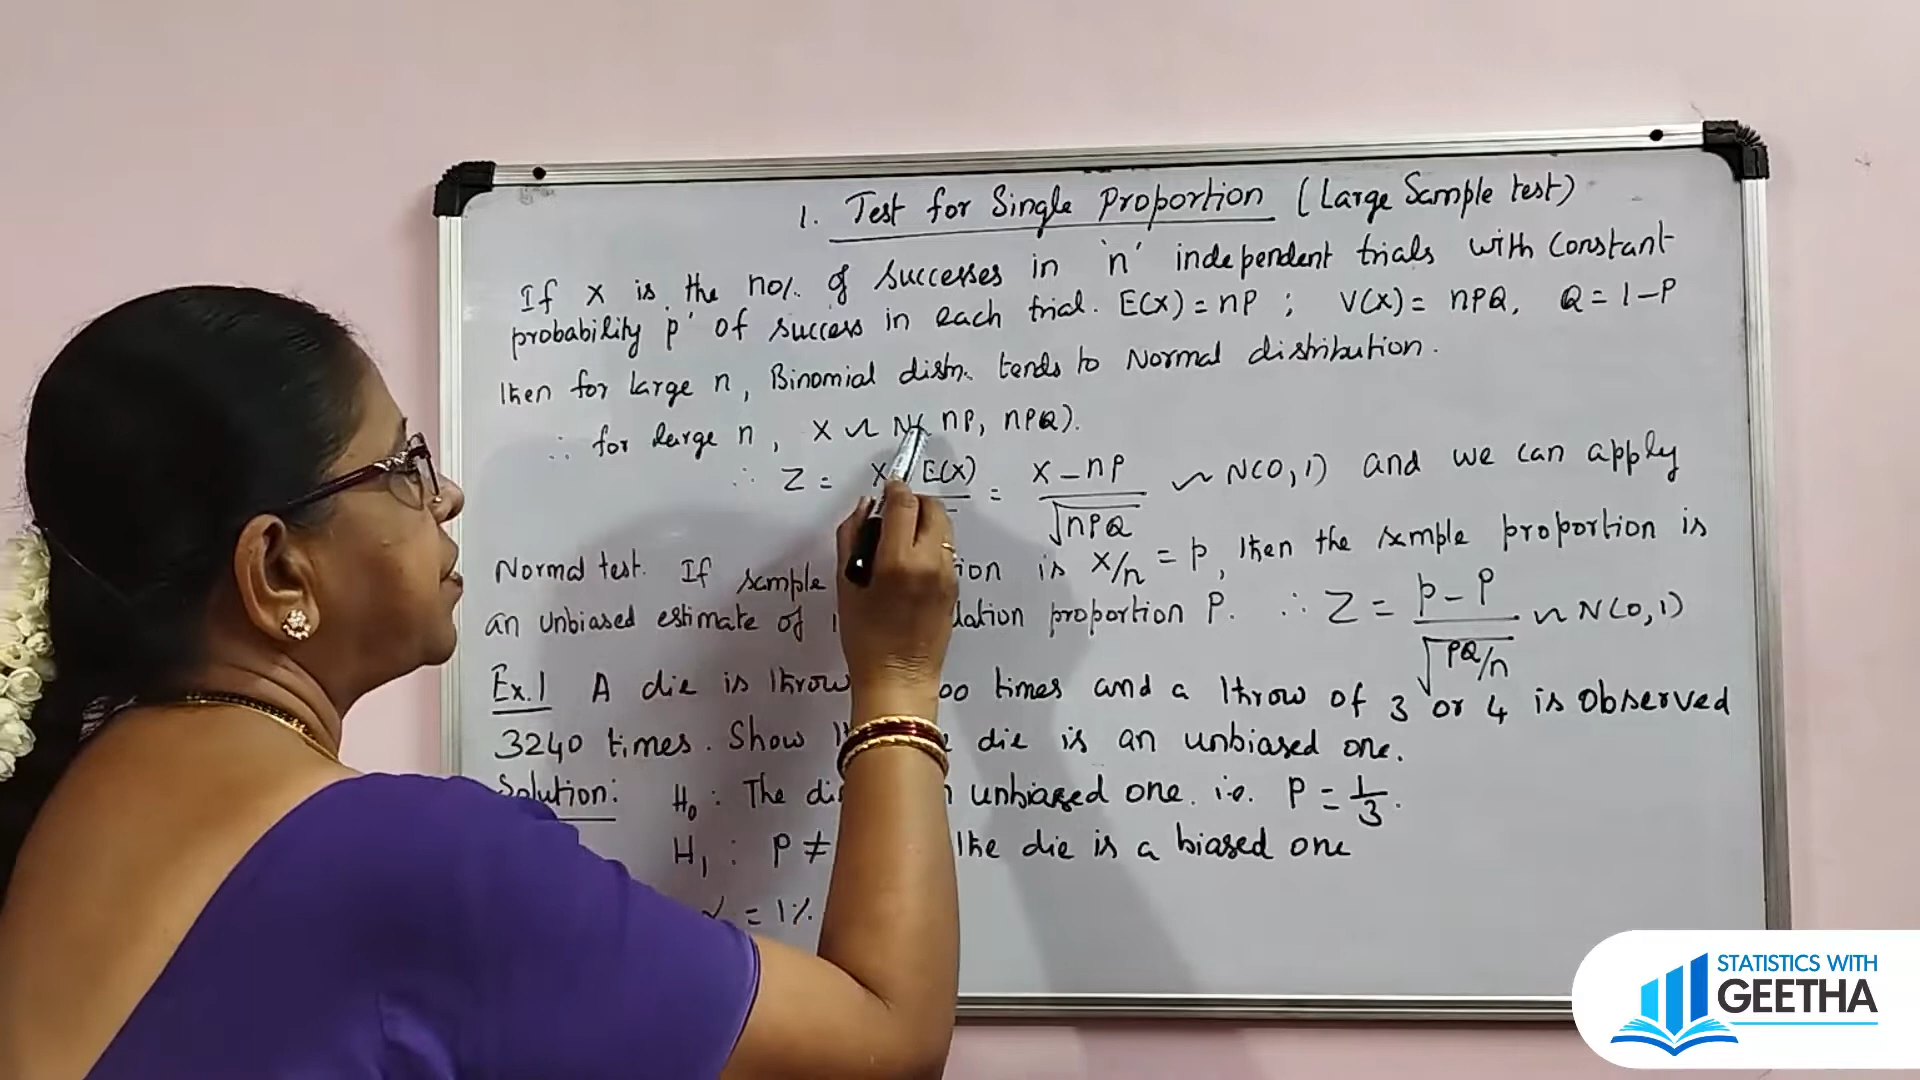 1. Test for Single Proportion (Large Sample test)
If X is the no/. of successes in 'n' independent trials with constant
probability p' of success in each trial. E(X) = nP ; V(X) = nPQ, Q = 1-P
Then for large n, Binomial distn. tends to Normal distribution.
∴ for large n, X ~ N( nP, nPQ).
∴ Z = X E(X) = X - nP / √nPQ ~ N(0,1) and we can apply
Normal test. If sample is X/n = p, then the sample proportion is
an unbiased estimate of proportion P. ∴ Z = p - P / √PQ/n ~ N(0,1)
Ex.1 A die is throw 00 times and a throw of 3 or 4 is observed
3240 times. Show die is an unbiased one.
Solution: H₀ : The di unbiased one. i.e. P = 1/3.
H₁ : P ≠ the die is a biased one
= 1%.
STATISTICS WITH
GEETHA